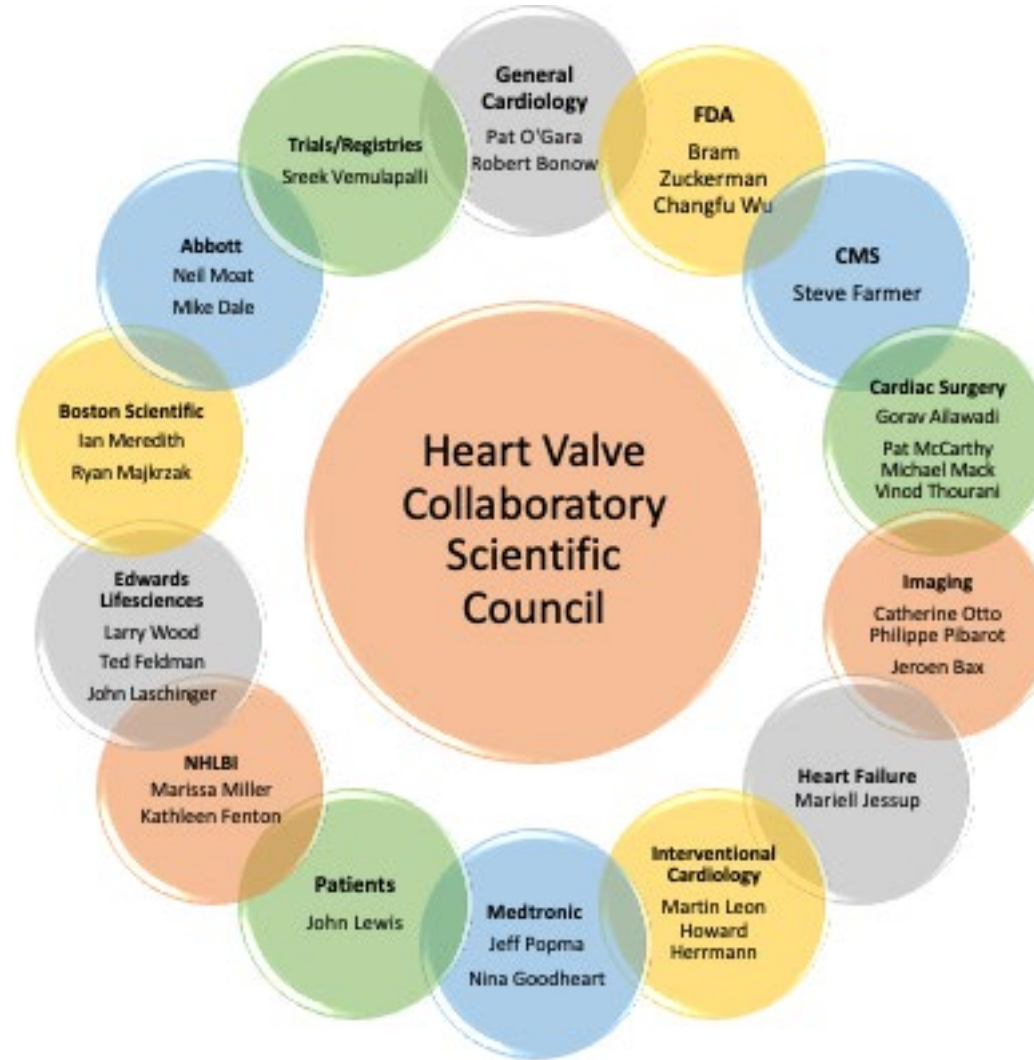 Heart Valve
Collaboratory
Scientific
Council
General
Cardiology
Pat O'Gara
Robert Bonow
FDA
Bram
Zuckerman
Changfu Wu
CMS
Steve Farmer
Cardiac Surgery
Gorav Ailawadi
Pat McCarthy
Michael Mack
Vinod Thourani
Imaging
Catherine Otto
Philippe Pibarot
Jeroen Bax
Heart Failure
Mariell Jessup
Interventional
Cardiology
Martin Leon
Howard
Herrmann
Medtronic
Jeff Popma
Nina Goodheart
Patients
John Lewis
NHLBI
Marissa Miller
Kathleen Fenton
Edwards
Lifesciences
Larry Wood
Ted Feldman
John Laschinger
Boston Scientific
Ian Meredith
Ryan Majkrzak
Abbott
Neil Moat
Mike Dale
Trials/Registries
Sreek Vemulapalli